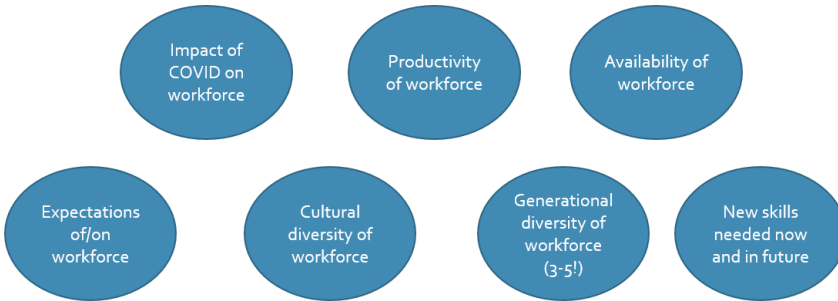 Impact of
COVID on
workforce
Productivity
of workforce
Availability of
workforce
Expectations
of/on
workforce
Cultural
diversity of
workforce
Generational
diversity of
workforce
(3-5!)
New skills
needed now
and in future